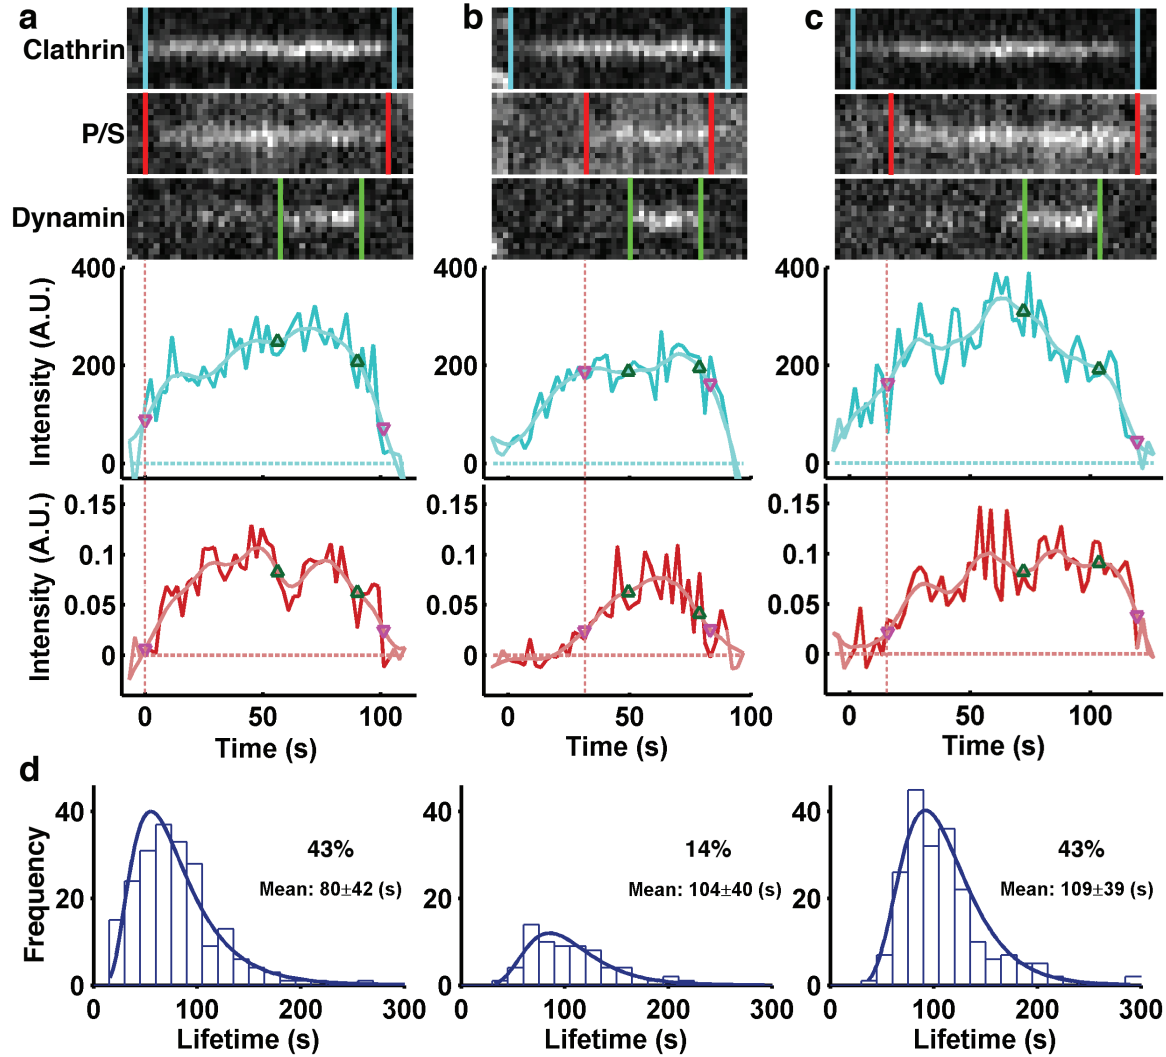 a b c
Clathrin
P/S
Dynamin
Intensity (A.U.)
400
200
0
Intensity (A.U.)
0.15
0.1
0.05
0
0 50 100
Time (s)
400
200
0
0.15
0.1
0.05
0
0 50 100
Time (s)
400
300
200
100
0
0.15
0.1
0.05
0
0 50 100
Time (s)
d
Frequency
40
20
0
0 100 200 300
Lifetime (s)
43%
Mean: 80±42 (s)
40
20
0
0 100 200 300
Lifetime (s)
14%
Mean: 104±40 (s)
40
20
0
0 100 200 300
Lifetime (s)
43%
Mean: 109±39 (s)